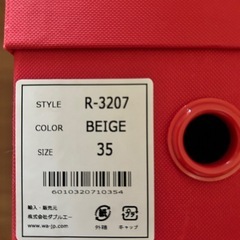 STYLE R-3207
COLOR BEIGE
SIZE 35
6010320710354
輸入・販売元
株式会社ダブルエー
www.wa-jp.com
外箱
キャップ